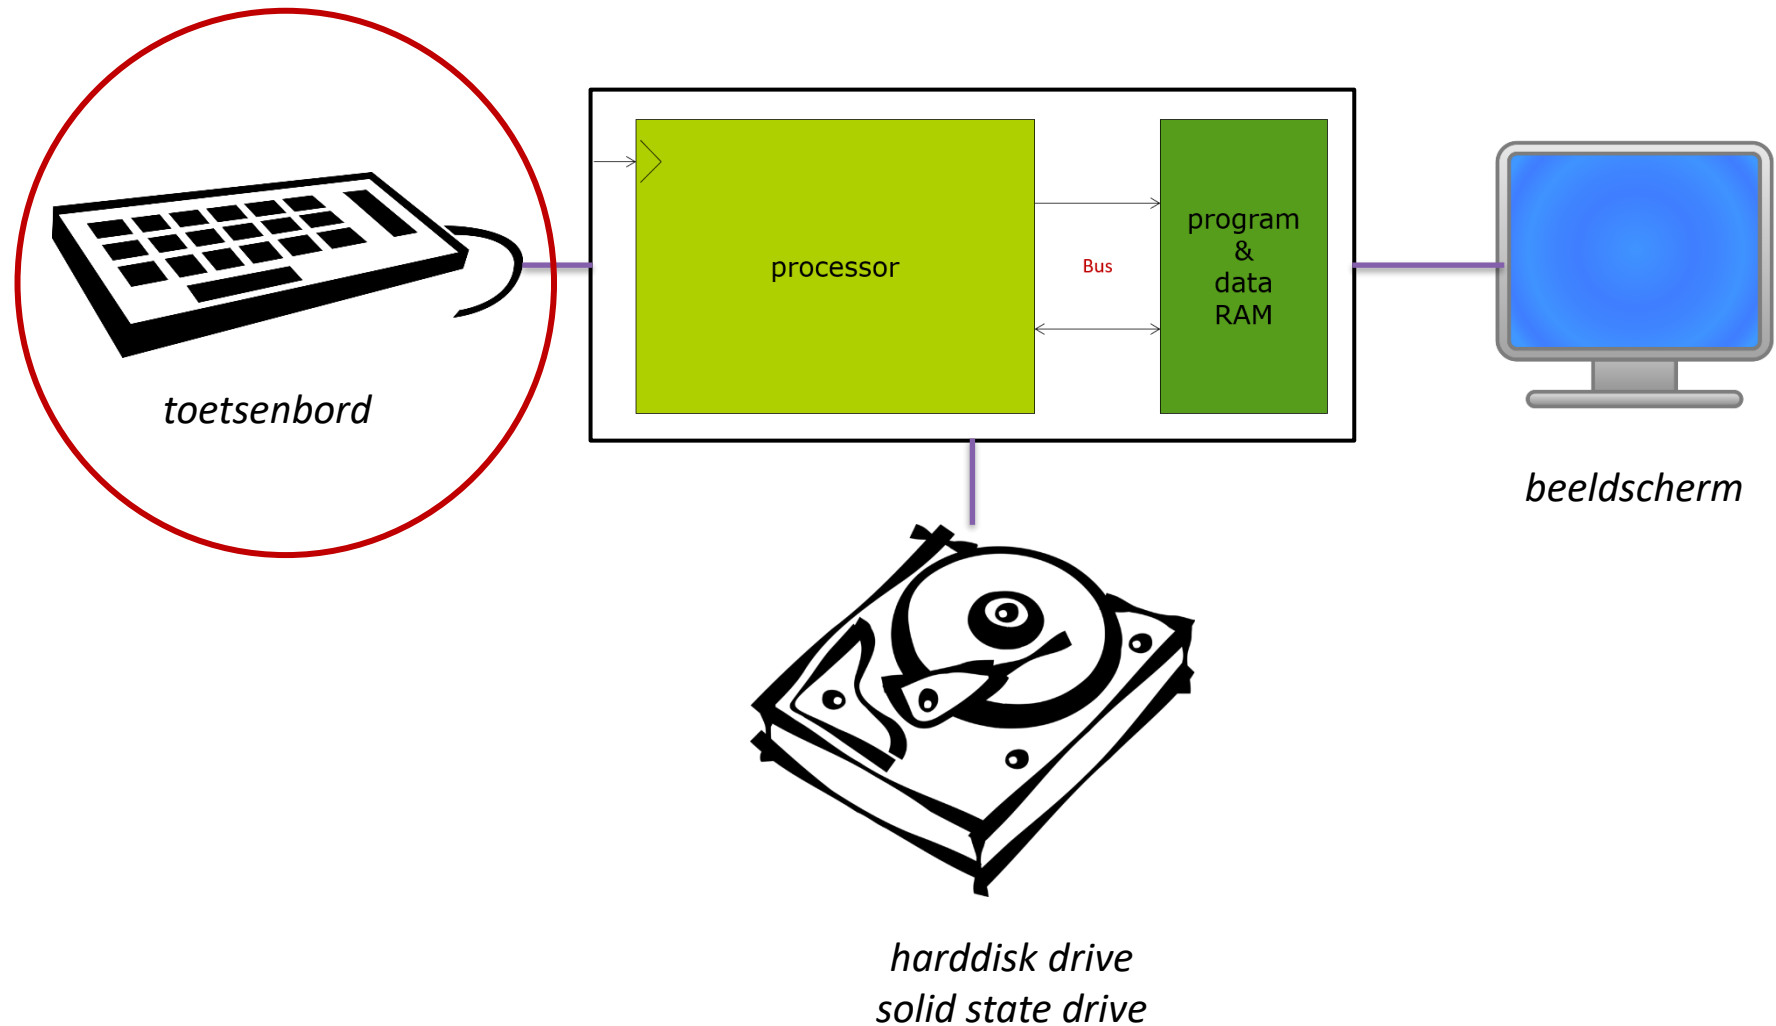 toetsenbord
processor
Bus
program
&
data
RAM
beeldscherm
harddisk drive
solid state drive